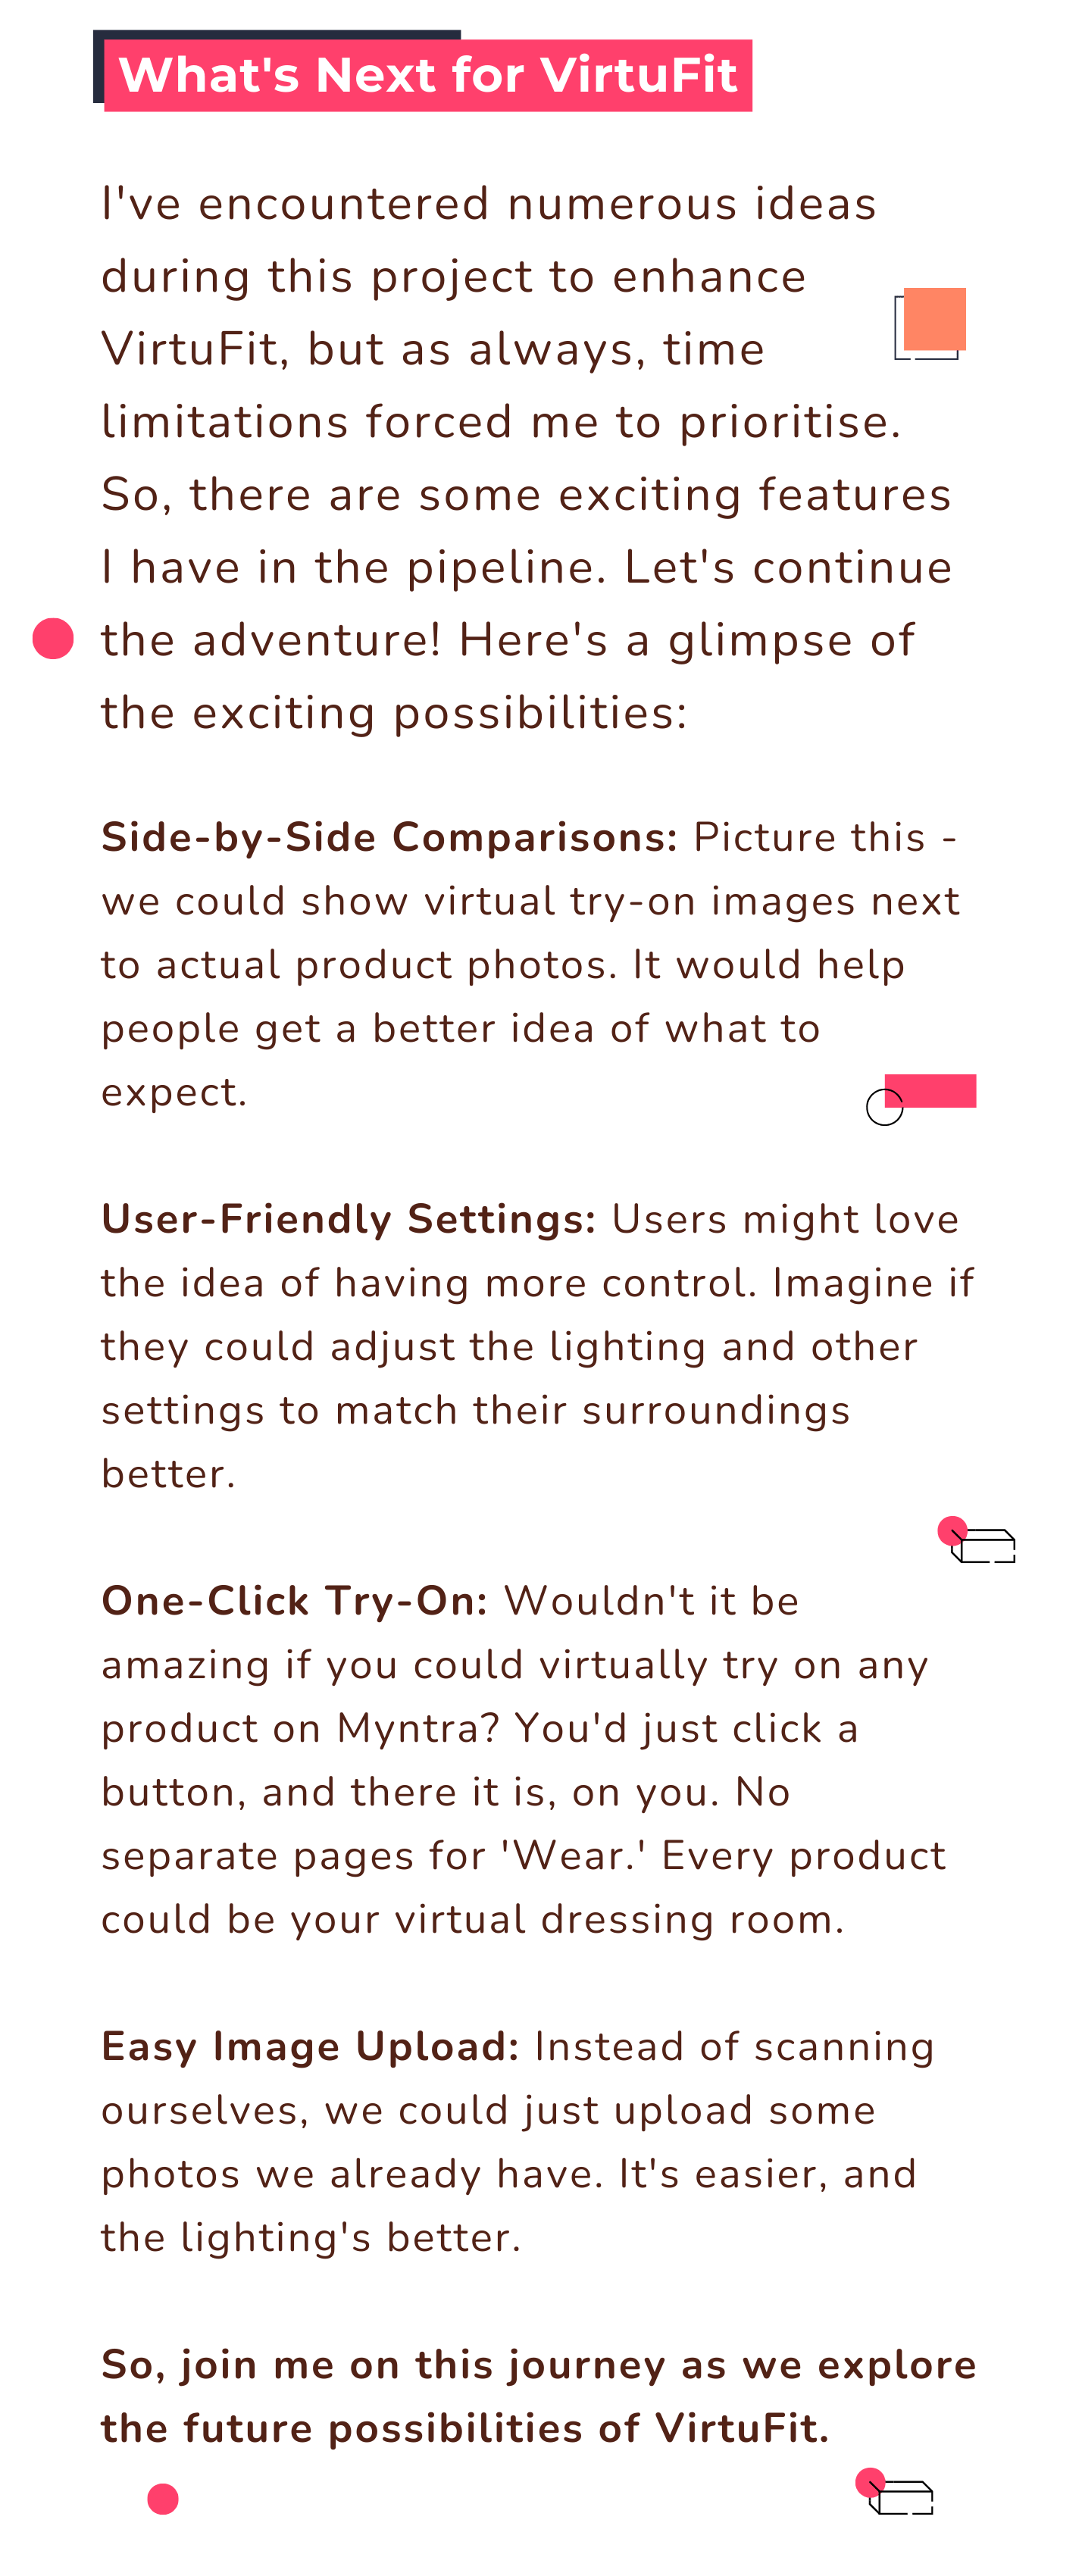 What's Next for VirtuFit
I've encountered numerous ideas
during this project to enhance
VirtuFit, but as always, time
limitations forced me to prioritise.
So, there are some exciting features
I have in the pipeline. Let's continue
the adventure! Here's a glimpse of
the exciting possibilities:
Side-by-Side Comparisons: Picture this -
we could show virtual try-on images next
to actual product photos. It would help
people get a better idea of what to
expect.
User-Friendly Settings: Users might love
the idea of having more control. Imagine if
they could adjust the lighting and other
settings to match their surroundings
better.
One-Click Try-On: Wouldn't it be
amazing if you could virtually try on any
product on Myntra? You'd just click a
button, and there it is, on you. No
separate pages for 'Wear.' Every product
could be your virtual dressing room.
Easy Image Upload: Instead of scanning
ourselves, we could just upload some
photos we already have. It's easier, and
the lighting's better.
So, join me on this journey as we explore
the future possibilities of VirtuFit.